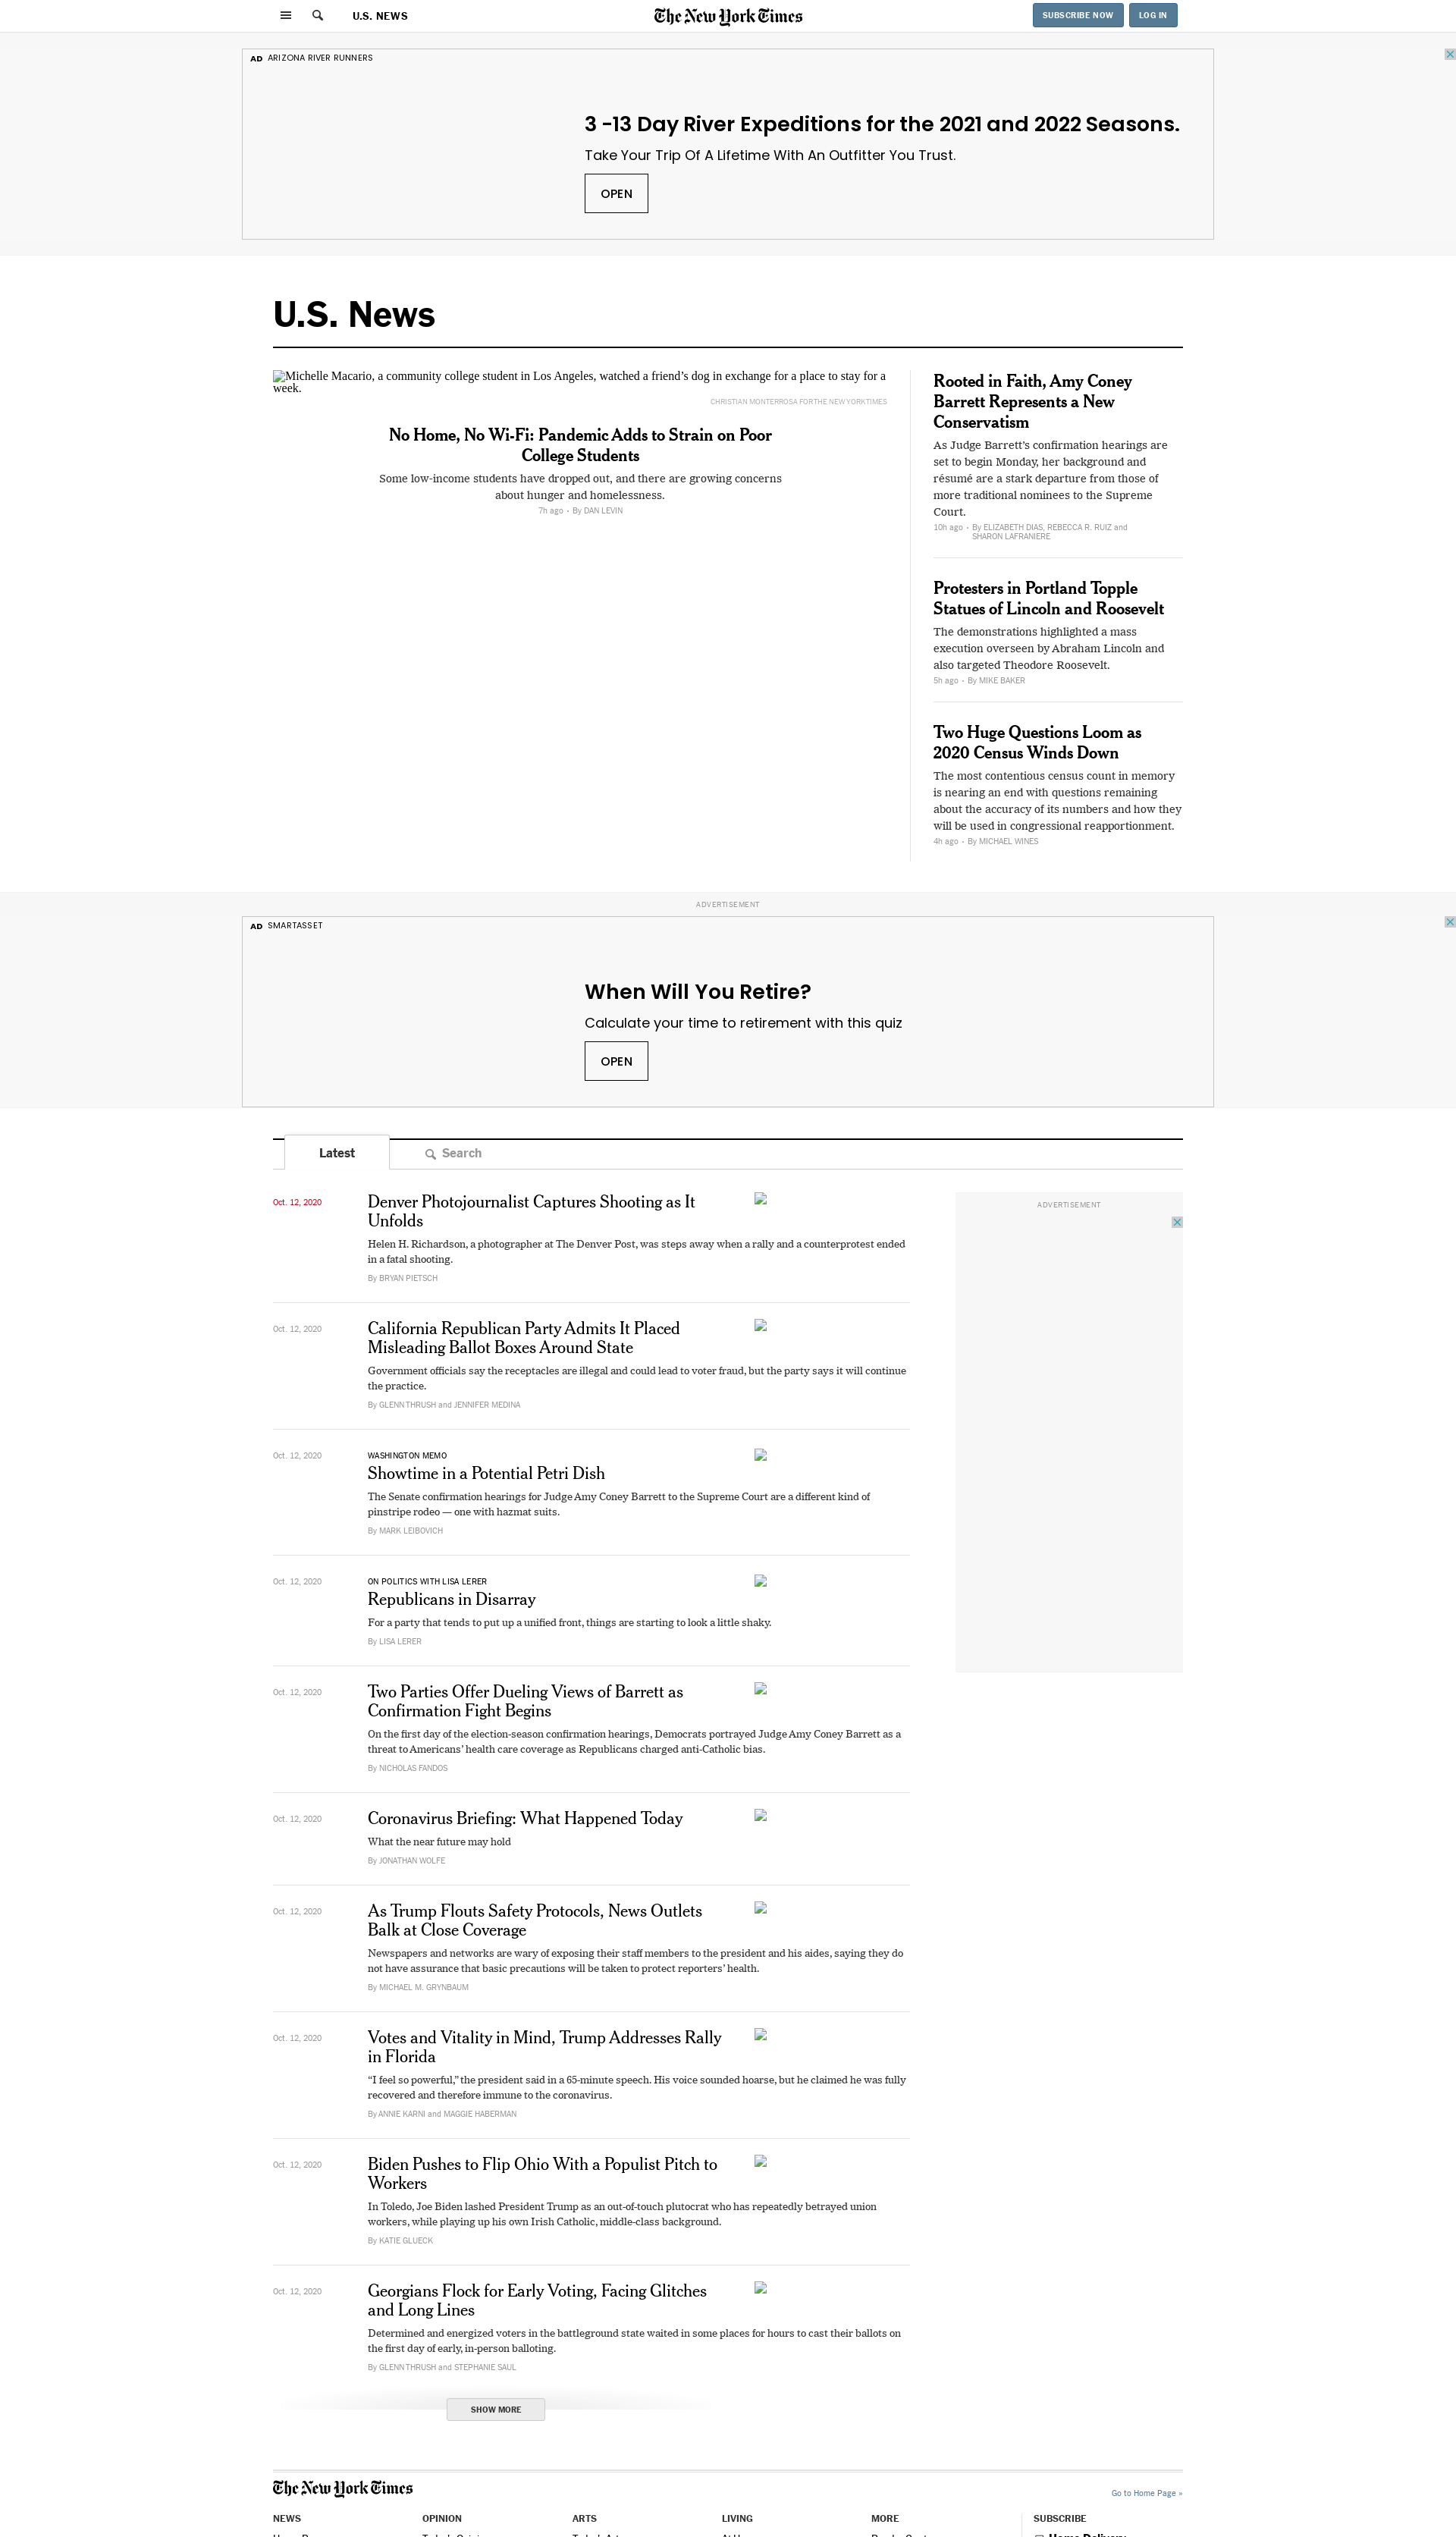 U.S. NEWS
The New York Times
SUBSCRIBE NOW
LOG IN
AD ARIZONA RIVER RUNNERS
3 -13 Day River Expeditions for the 2021 and 2022 Seasons.
Take Your Trip Of A Lifetime With An Outfitter You Trust.
OPEN
U.S. News
Michelle Macario, a community college student in Los Angeles, watched a friend’s dog in exchange for a place to stay for a
week.
CHRISTIAN MONTERROSA FOR THE NEW YORK TIMES
No Home, No Wi-Fi: Pandemic Adds to Strain on Poor
College Students
Some low-income students have dropped out, and there are growing concerns
about hunger and homelessness.
7h ago • By DAN LEVIN
Rooted in Faith, Amy Coney
Barrett Represents a New
Conservatism
As Judge Barrett’s confirmation hearings are
set to begin Monday, her background and
résumé are a stark departure from those of
more traditional nominees to the Supreme
Court.
10h ago • By ELIZABETH DIAS, REBECCA R. RUIZ and
SHARON LAFRANIERE
Protesters in Portland Topple
Statues of Lincoln and Roosevelt
The demonstrations highlighted a mass
execution overseen by Abraham Lincoln and
also targeted Theodore Roosevelt.
5h ago • By MIKE BAKER
Two Huge Questions Loom as
2020 Census Winds Down
The most contentious census count in memory
is nearing an end with questions remaining
about the accuracy of its numbers and how they
will be used in congressional reapportionment.
4h ago • By MICHAEL WINES
ADVERTISEMENT
AD SMARTASSET
When Will You Retire?
Calculate your time to retirement with this quiz
OPEN
Latest
Search
ADVERTISEMENT
Oct. 12, 2020
Denver Photojournalist Captures Shooting as It
Unfolds
Helen H. Richardson, a photographer at The Denver Post, was steps away when a rally and a counterprotest ended
in a fatal shooting.
By BRYAN PIETSCH
Oct. 12, 2020
California Republican Party Admits It Placed
Misleading Ballot Boxes Around State
Government officials say the receptacles are illegal and could lead to voter fraud, but the party says it will continue
the practice.
By GLENN THRUSH and JENNIFER MEDINA
Oct. 12, 2020
WASHINGTON MEMO
Showtime in a Potential Petri Dish
The Senate confirmation hearings for Judge Amy Coney Barrett to the Supreme Court are a different kind of
pinstripe rodeo — one with hazmat suits.
By MARK LEIBOVICH
Oct. 12, 2020
ON POLITICS WITH LISA LERER
Republicans in Disarray
For a party that tends to put up a unified front, things are starting to look a little shaky.
By LISA LERER
Oct. 12, 2020
Two Parties Offer Dueling Views of Barrett as
Confirmation Fight Begins
On the first day of the election-season confirmation hearings, Democrats portrayed Judge Amy Coney Barrett as a
threat to Americans’ health care coverage as Republicans charged anti-Catholic bias.
By NICHOLAS FANDOS
Oct. 12, 2020
Coronavirus Briefing: What Happened Today
What the near future may hold
By JONATHAN WOLFE
Oct. 12, 2020
As Trump Flouts Safety Protocols, News Outlets
Balk at Close Coverage
Newspapers and networks are wary of exposing their staff members to the president and his aides, saying they do
not have assurance that basic precautions will be taken to protect reporters’ health.
By MICHAEL M. GRYNBAUM
Oct. 12, 2020
Votes and Vitality in Mind, Trump Addresses Rally
in Florida
“I feel so powerful,” the president said in a 65-minute speech. His voice sounded hoarse, but he claimed he was fully
recovered and therefore immune to the coronavirus.
By ANNIE KARNI and MAGGIE HABERMAN
Oct. 12, 2020
Biden Pushes to Flip Ohio With a Populist Pitch to
Workers
In Toledo, Joe Biden lashed President Trump as an out-of-touch plutocrat who has repeatedly betrayed union
workers, while playing up his own Irish Catholic, middle-class background.
By KATIE GLUECK
Oct. 12, 2020
Georgians Flock for Early Voting, Facing Glitches
and Long Lines
Determined and energized voters in the battleground state waited in some places for hours to cast their ballots on
the first day of early, in-person balloting.
By GLENN THRUSH and STEPHANIE SAUL
SHOW MORE
The New York Times
Go to Home Page »
NEWS
OPINION
ARTS
LIVING
MORE
SUBSCRIBE